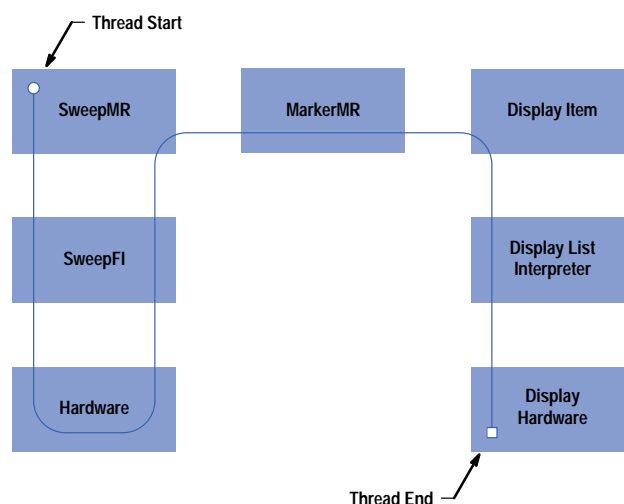 Thread Start
SweepMR
MarkerMR
Display Item
SweepFI
Display List
Interpreter
Hardware
Display
Hardware
Thread End